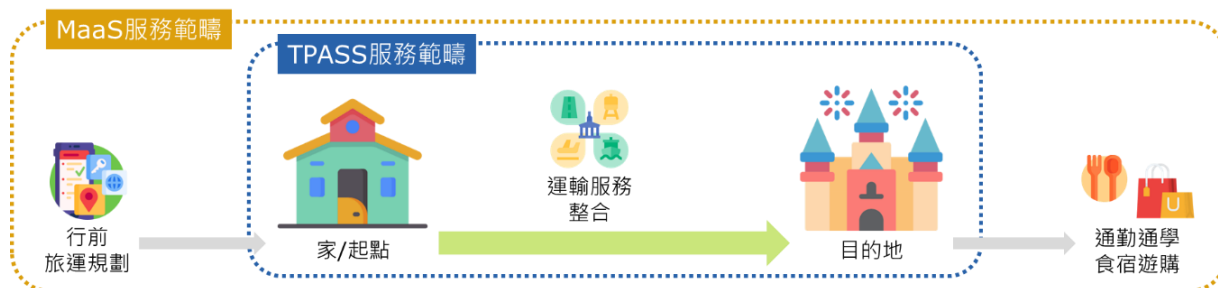 MaaS服務範疇
TPASS服務範疇
行前
旅運規劃
家/起點
運輸服務
整合
目的地
通勤通學
食宿遊購